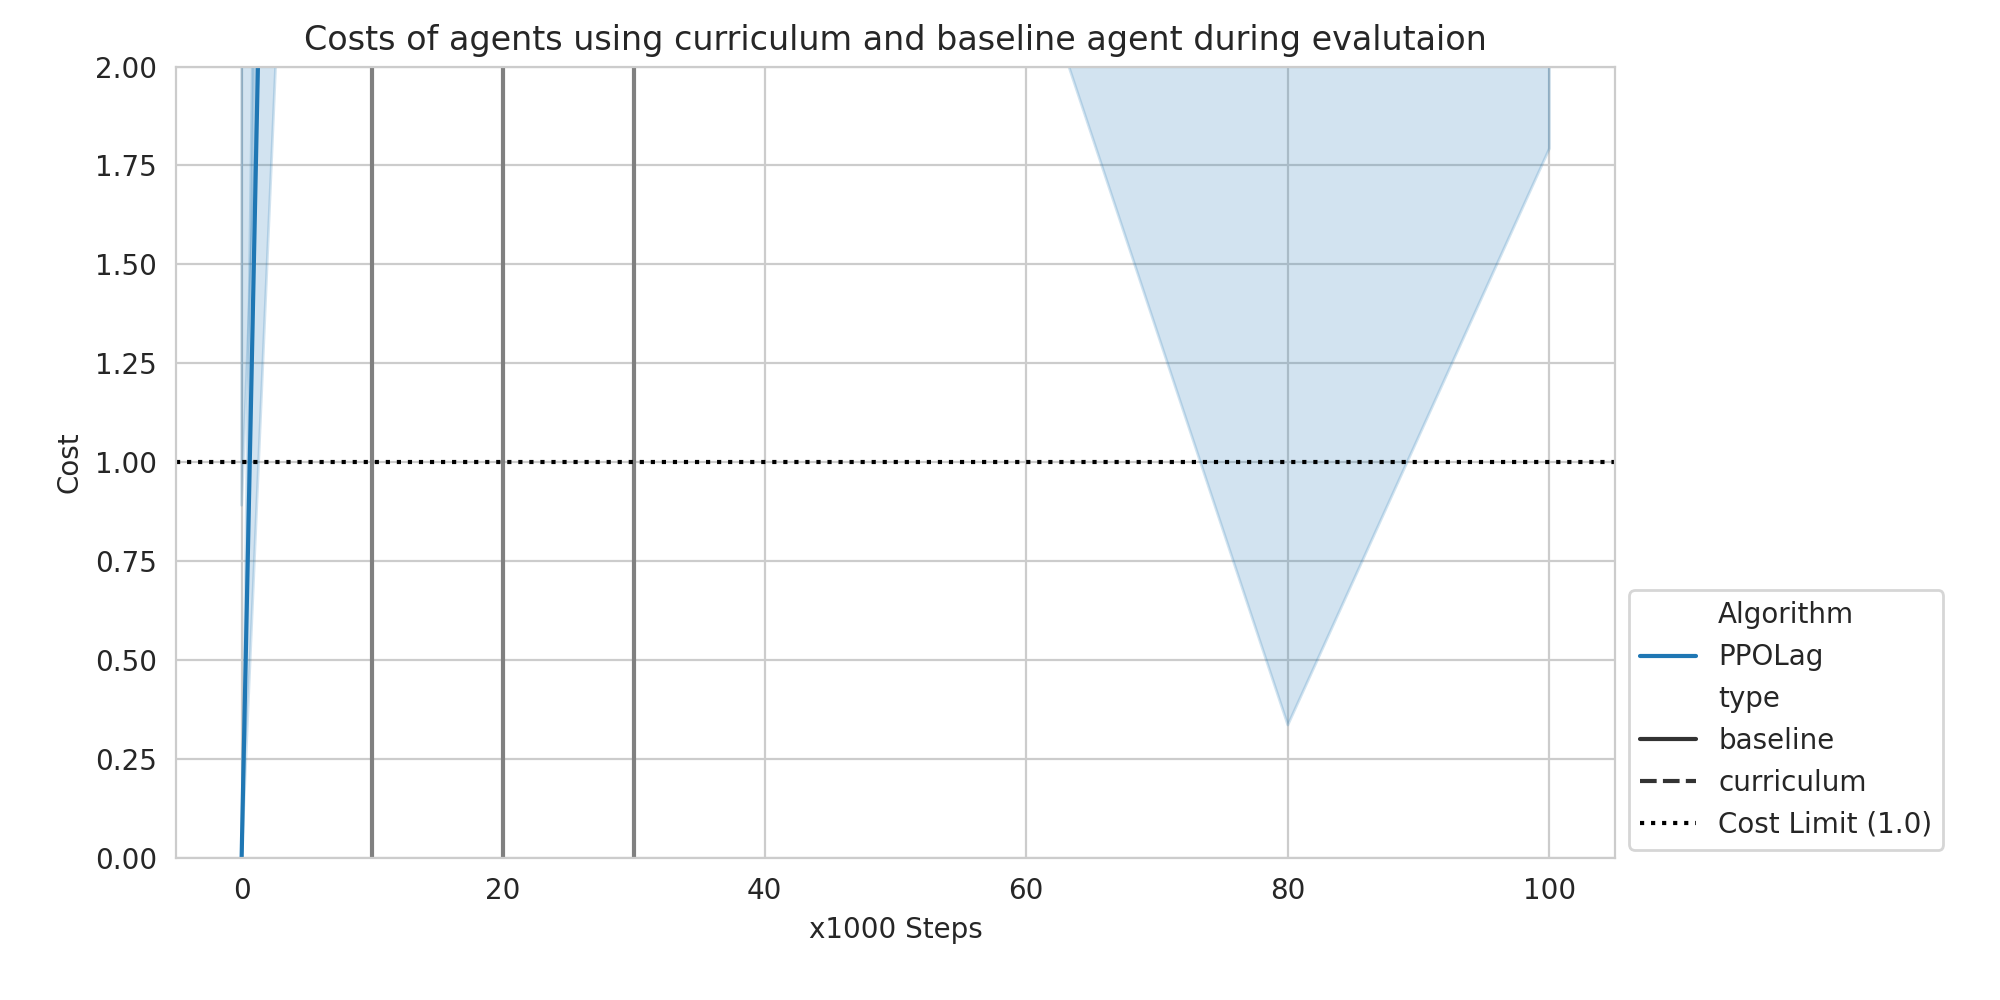 Costs of agents using curriculum and baseline agent during evalutaion
2.00
1.75
1.50
1.25
1.00
0.75
0.50
0.25
0.00
Cost
0 20 40 60 80 100
x1000 Steps
Algorithm
PPOLag
type
baseline
curriculum
Cost Limit (1.0)